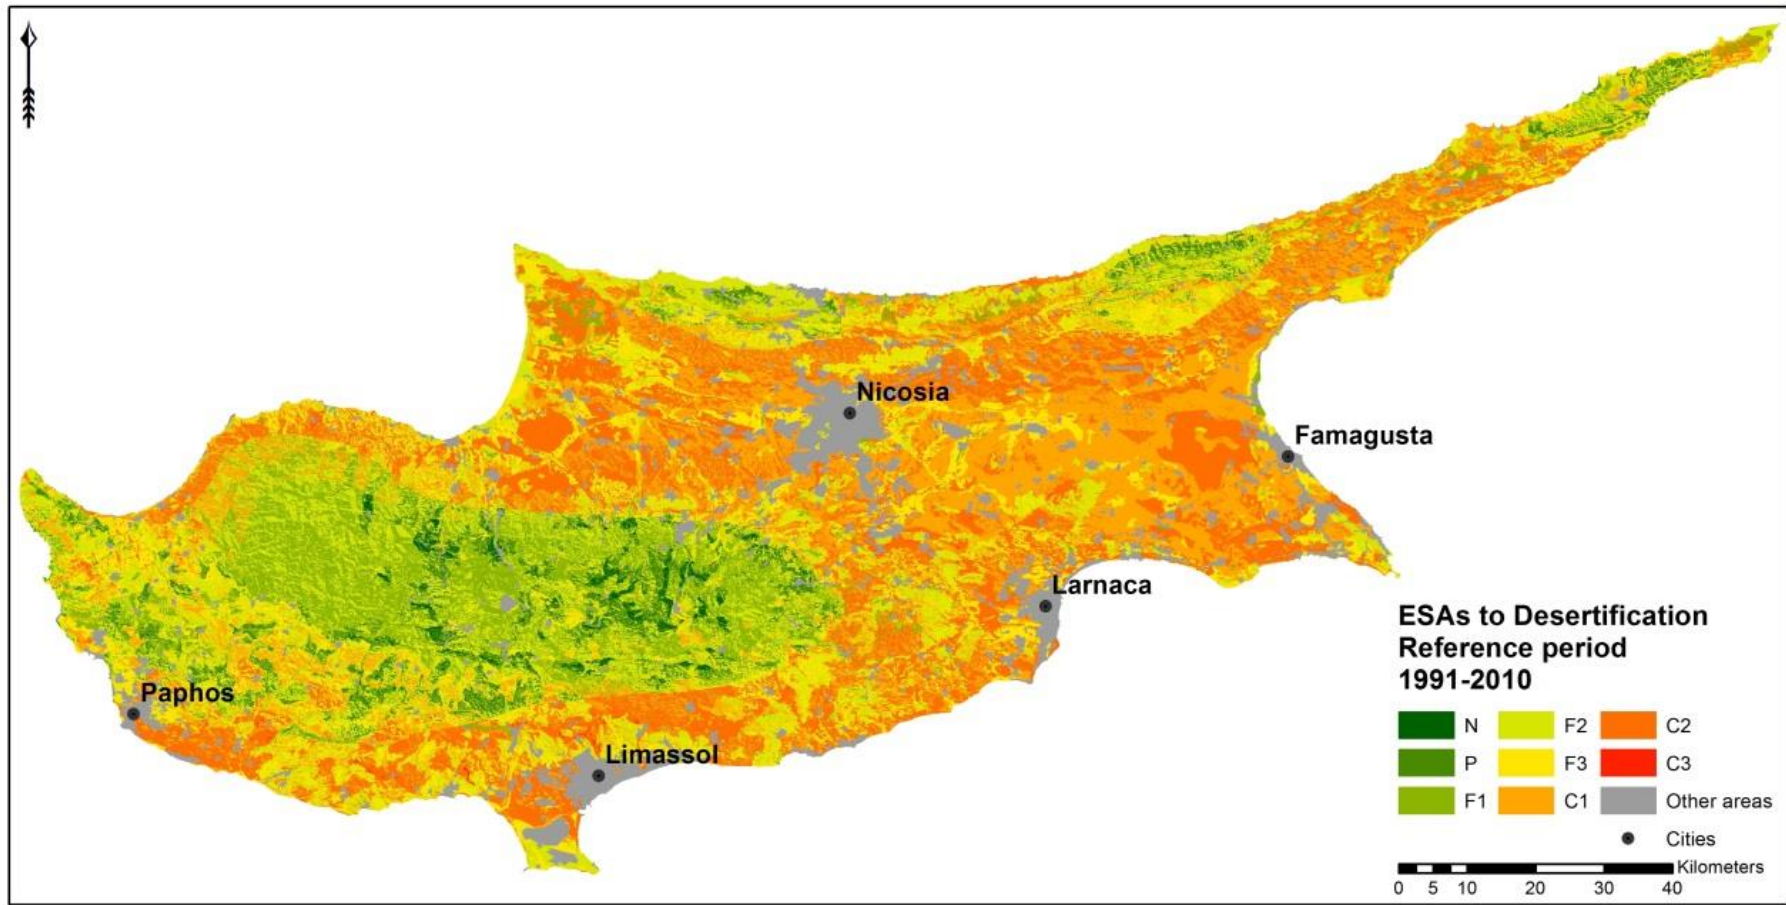 Nicosia
Famagusta
Larnaca
Paphos
Limassol
ESAs to Desertification
Reference period
1991-2010
N F2 C2
P F3 C3
F1 C1 Other areas
Cities
Kilometers
0 5 10 20 30 40